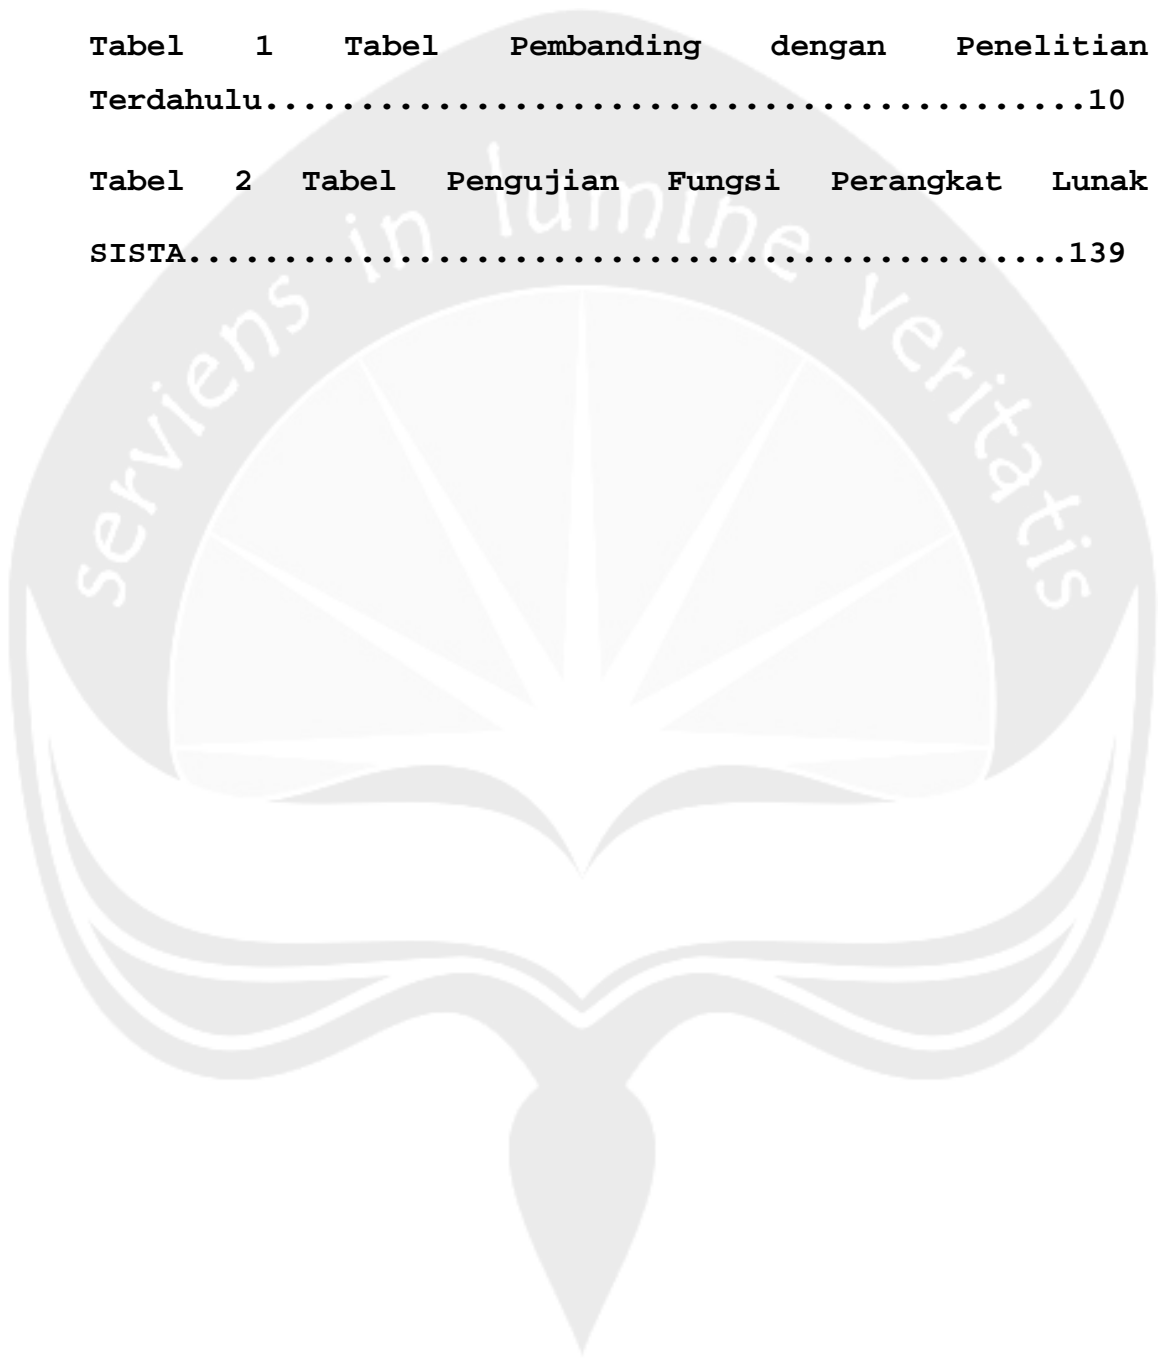 Tabel 1 Tabel Pembanding dengan Penelitian
Terdahulu...........................................10
Tabel 2 Tabel Pengujian Fungsi Perangkat Lunak
SISTA..............................................139
serviens in lumine veritatis